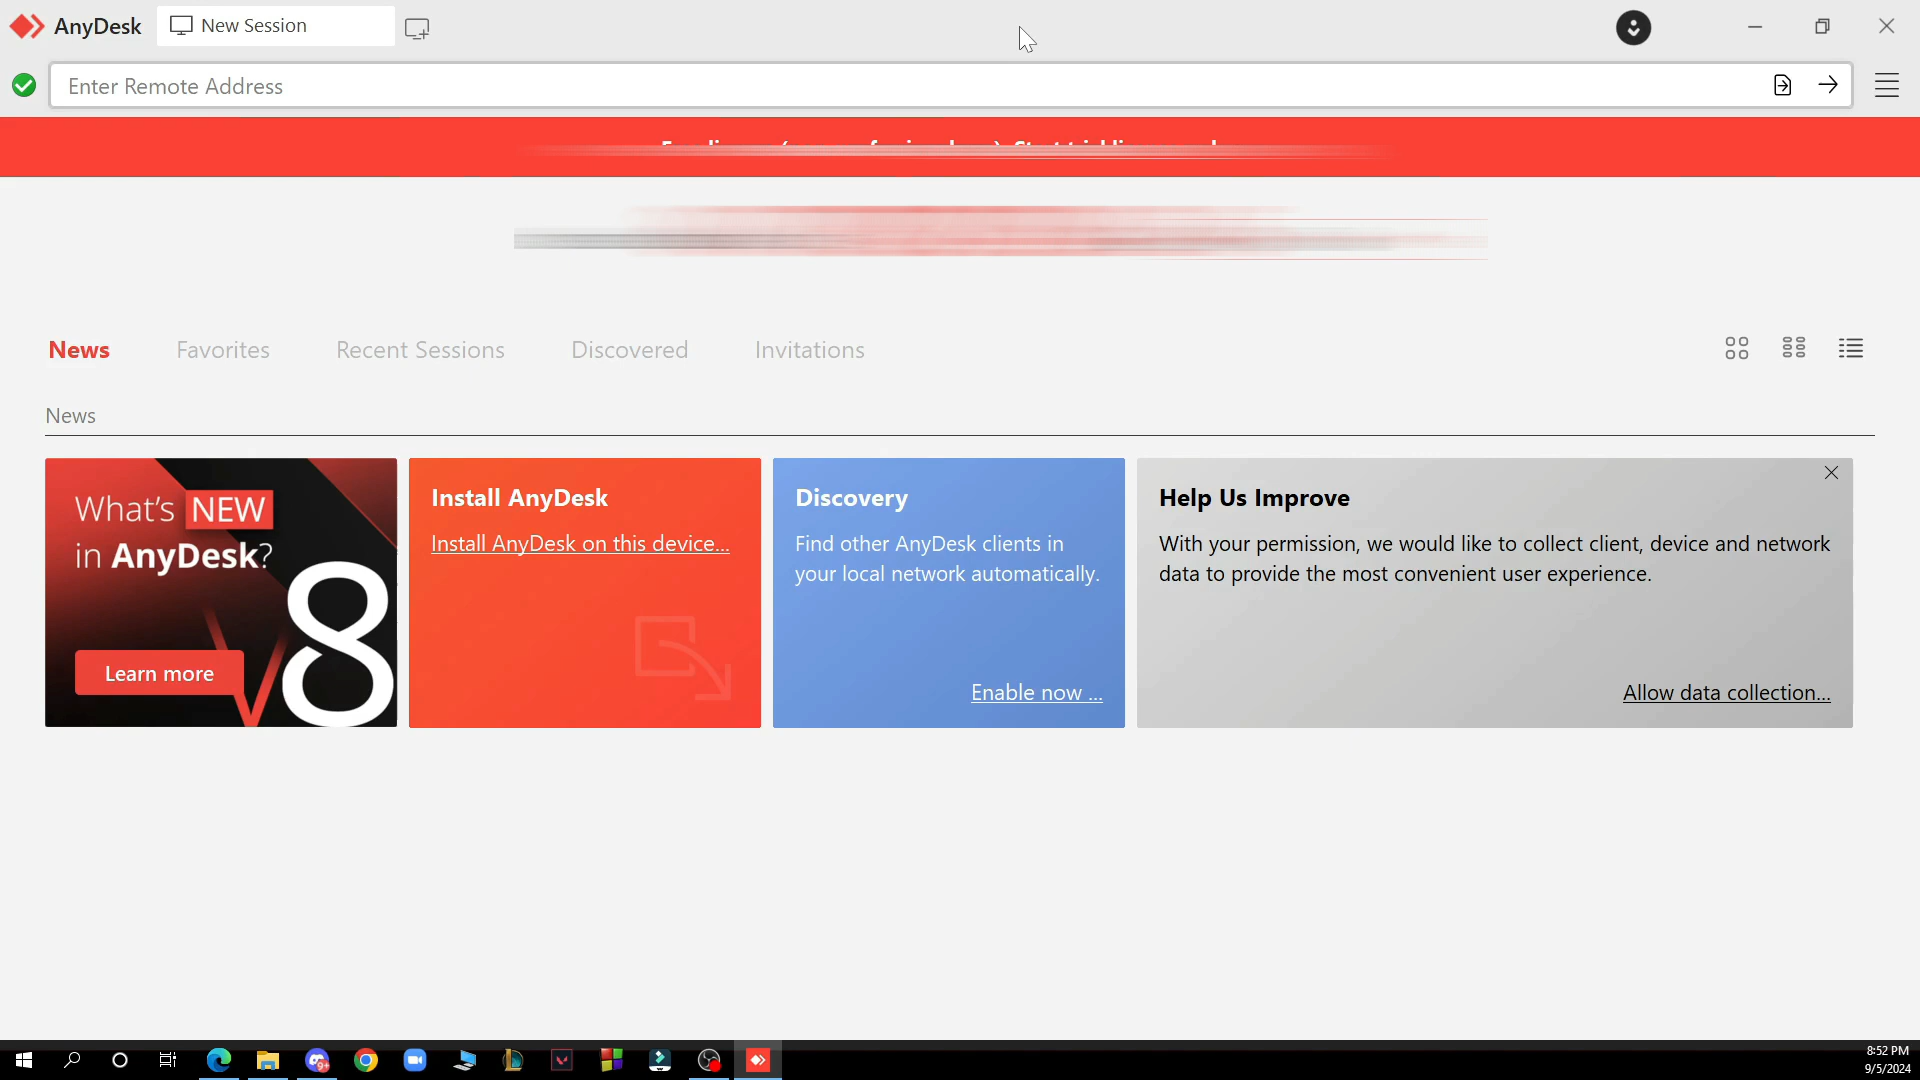 AnyDesk
New Session
Enter Remote Address
News
Favorites
Recent Sessions
Discovered
Invitations
News
What's NEW
in AnyDesk?
8
Learn more
Install AnyDesk
Install AnyDesk on this device...
Discovery
Find other AnyDesk clients in
your local network automatically.
Enable now ...
Help Us Improve
With your permission, we would like to collect client, device and network
data to provide the most convenient user experience.
Allow data collection...
9+
8:52 PM
9/5/2024